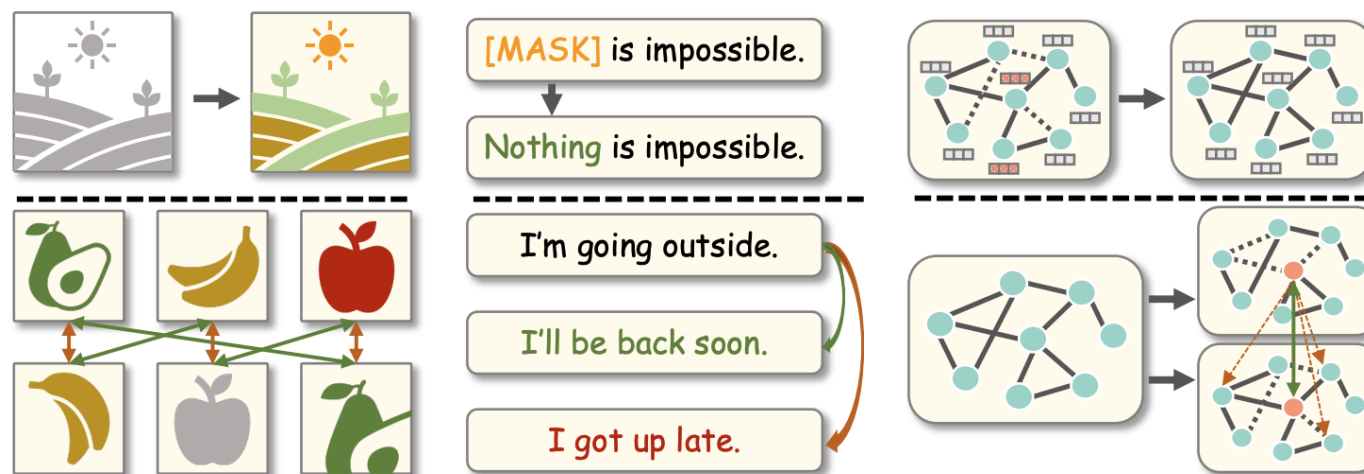 [MASK] is impossible.
Nothing is impossible.
I'm going outside.
I'll be back soon.
I got up late.